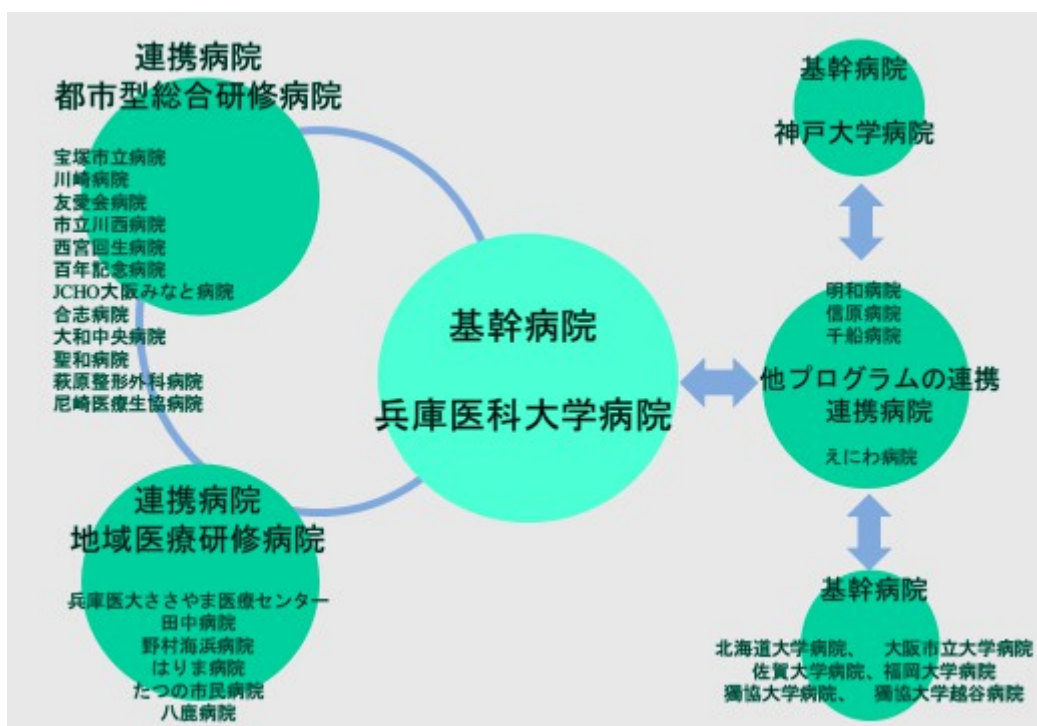 連携病院
都市型総合研修病院
宝塚市立病院
川崎病院
友愛会病院
市立川西病院
西宮回生病院
百年記念病院
JCHO大阪みなと病院
合志病院
大和中央病院
聖和病院
萩原整形外科病院
尼崎医療生協病院
連携病院
地域医療研修病院
兵庫医大ささやま医療センター
田中病院
野村海浜病院
はりま病院
たつの市民病院
八鹿病院
基幹病院
兵庫医科大学病院
基幹病院
神戸大学病院
明和病院
信原病院
千船病院
他プログラムの連携
連携病院
えにわ病院
基幹病院
北海道大学病院、 大阪市立大学病院
佐賀大学病院、福岡大学病院
獨協大学病院、 獨協大学越谷病院